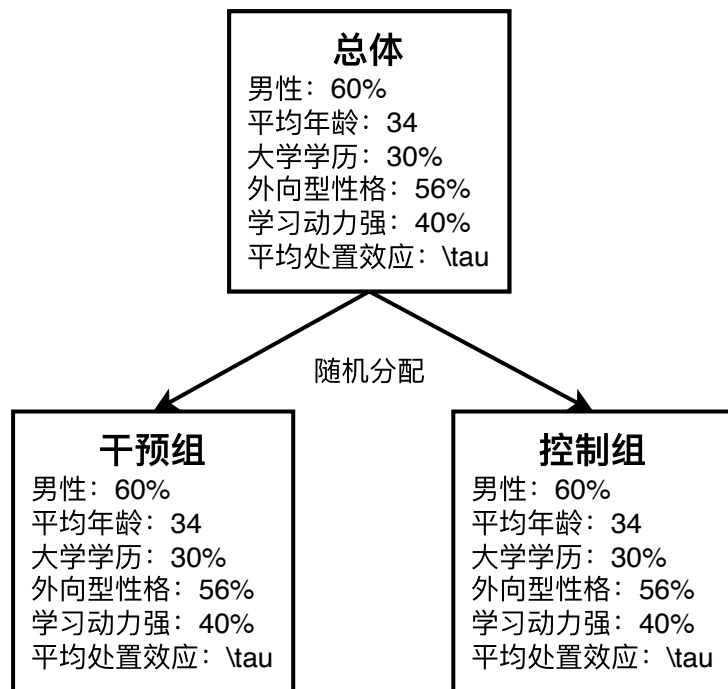 总体
男性：60%
平均年龄：34
大学学历：30%
外向型性格：56%
学习动力强：40%
平均处置效应：\tau
随机分配
干预组
男性：60%
平均年龄：34
大学学历：30%
外向型性格：56%
学习动力强：40%
平均处置效应：\tau
控制组
男性：60%
平均年龄：34
大学学历：30%
外向型性格：56%
学习动力强：40%
平均处置效应：\tau